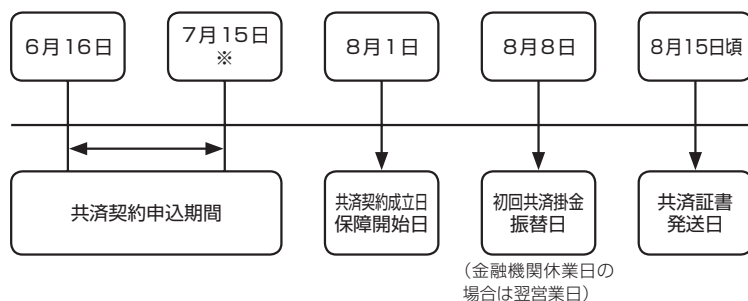 6月16日
7月15日
※
8月1日
8月8日
8月15日頃
共済契約申込期間
共済契約成立日
保障開始日
初回共済掛金
振替日
共済証書
発送日
（金融機関休業日の
場合は翌営業日）